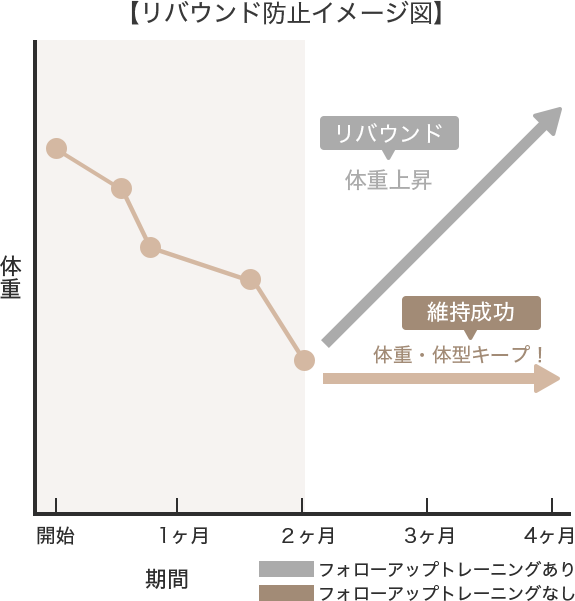 【リバウンド防止イメージ図】
リバウンド
体重上昇
体重
維持成功
体重・体型キープ！
開始
1ヶ月
2ヶ月
3ヶ月
4ヶ月
期間
フォローアップトレーニングあり
フォローアップトレーニングなし